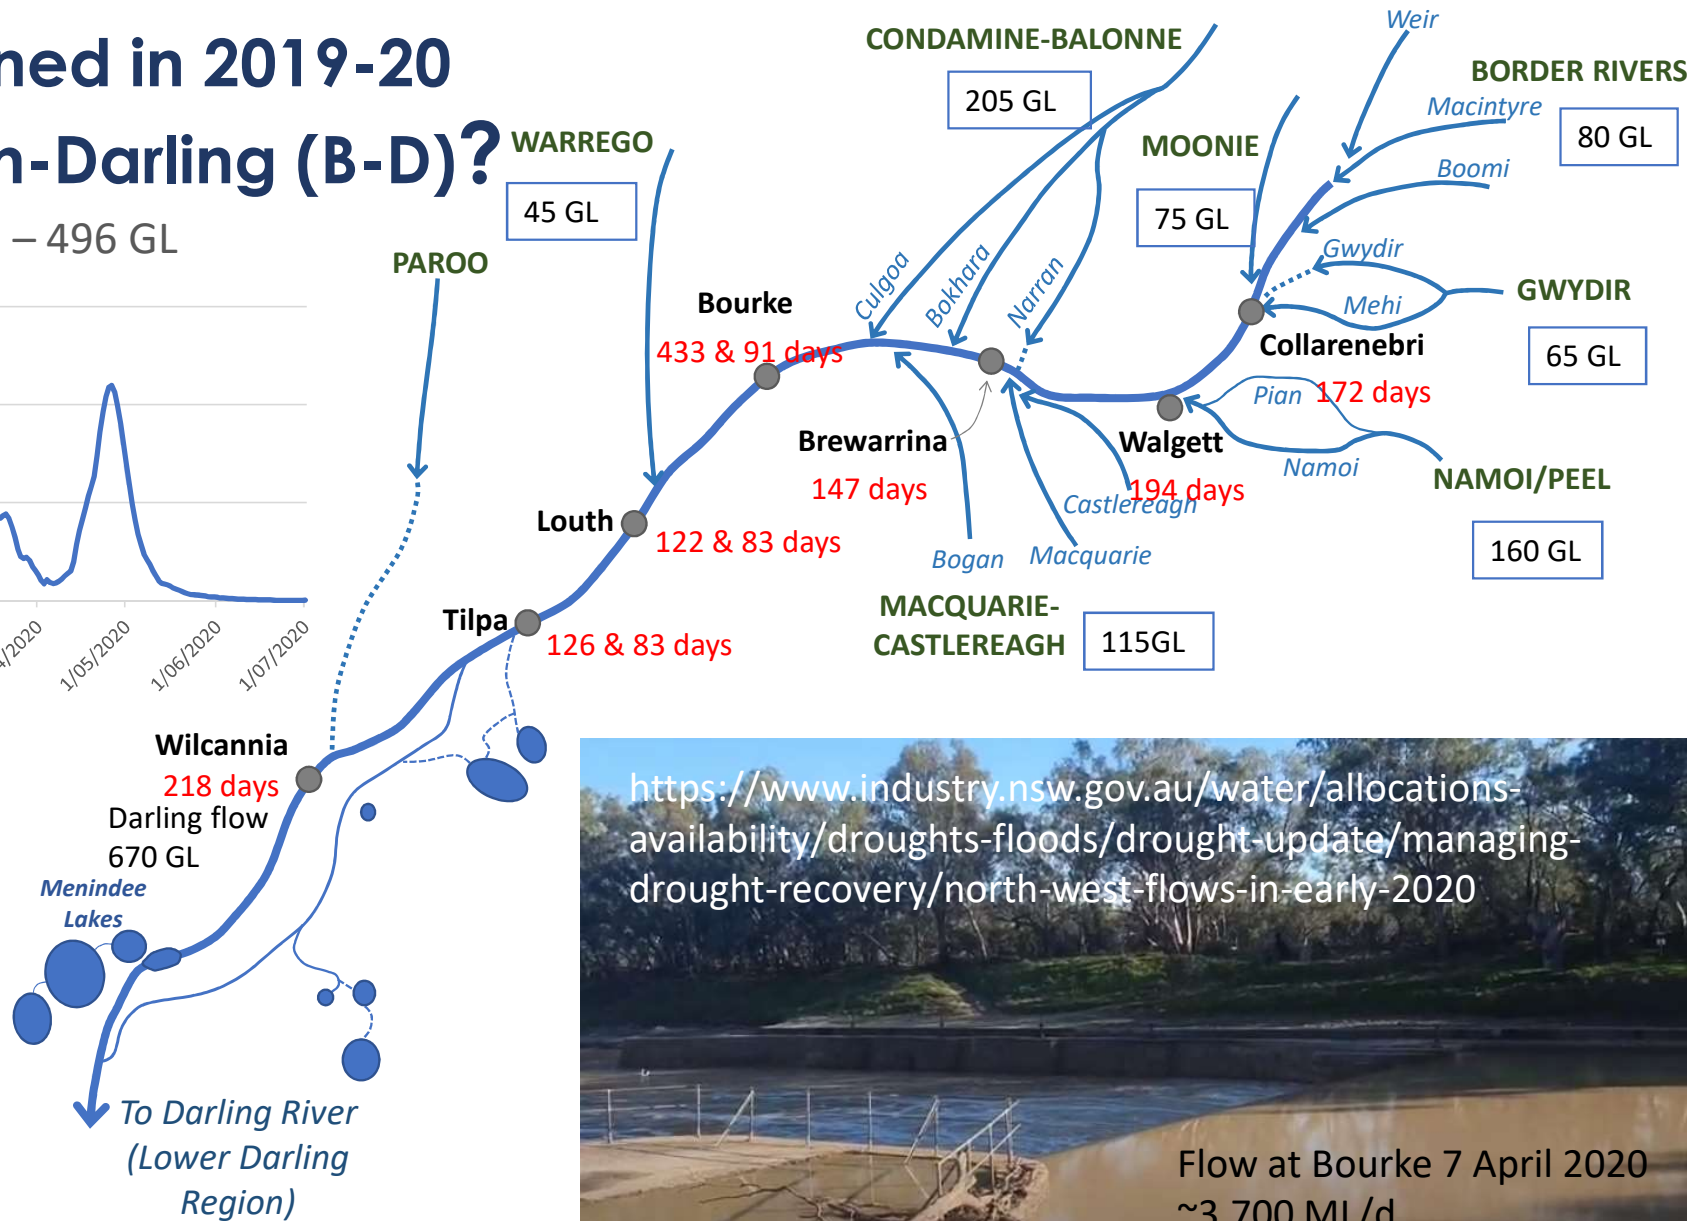 ned in 2019-20
n-Darling (B-D)?
– 496 GL
4/2020
1/05/2020
1/06/2020
1/07/2020
CONDAMINE-BALONNE
205 GL
Weir
BORDER RIVERS
Macintyre
80 GL
Boomi
WARREGO
45 GL
MOONIE
75 GL
PAROO
Culgoa
Bokhara
Narran
Gwydir
GWYDIR
Mehi
65 GL
Bourke
433 & 91 days
Collarenebri
172 days
Pian
Brewarrina
147 days
Walgett
194 days
Namoi
NAMOI/PEEL
160 GL
Castlereagh
Louth
122 & 83 days
Bogan
Macquarie
MACQUARIE-
CASTLEREAGH
115GL
Tilpa
126 & 83 days
Wilcannia
218 days
Darling flow
670 GL
Menindee
Lakes
To Darling River
(Lower Darling
Region)
https://www.industry.nsw.gov.au/water/allocations-
availability/droughts-floods/drought-update/managing-
drought-recovery/north-west-flows-in-early-2020
Flow at Bourke 7 April 2020
~3,700 ML/d